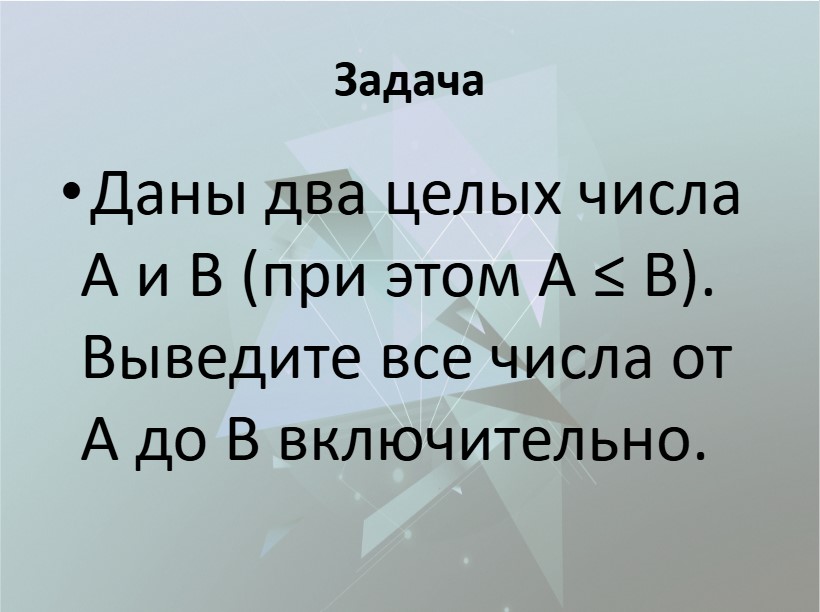 Задача
•Даны два целых числа
A и B (при этом A ≤ B).
Выведите все числа от
A до B включительно.